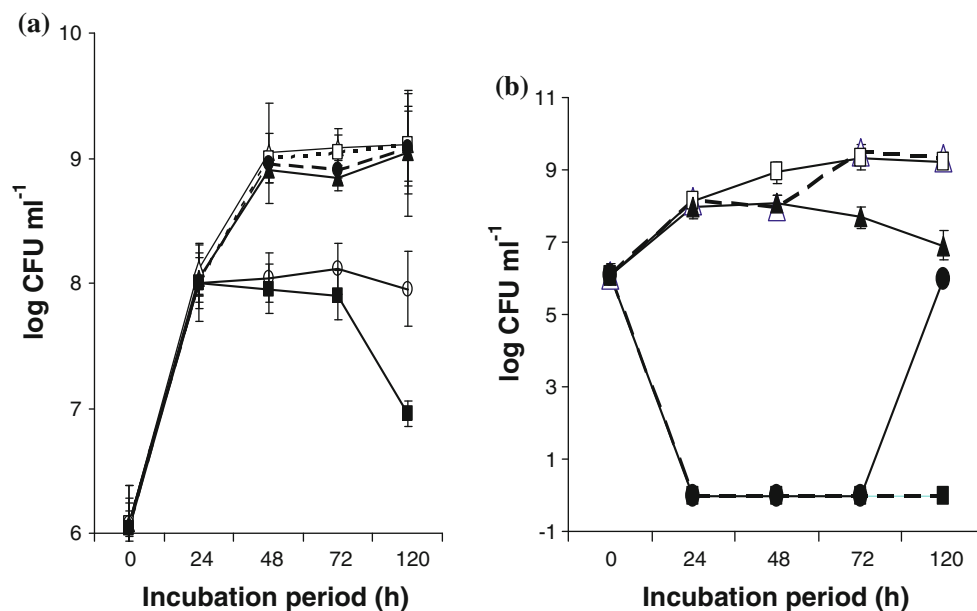 (a)
10
9
8
7
6
log CFU ml-1
0 24 48 72 120
Incubation period (h)
(b)
11
9
7
5
3
1
-1
log CFU ml-1
0 24 48 72 120
Incubation period (h)